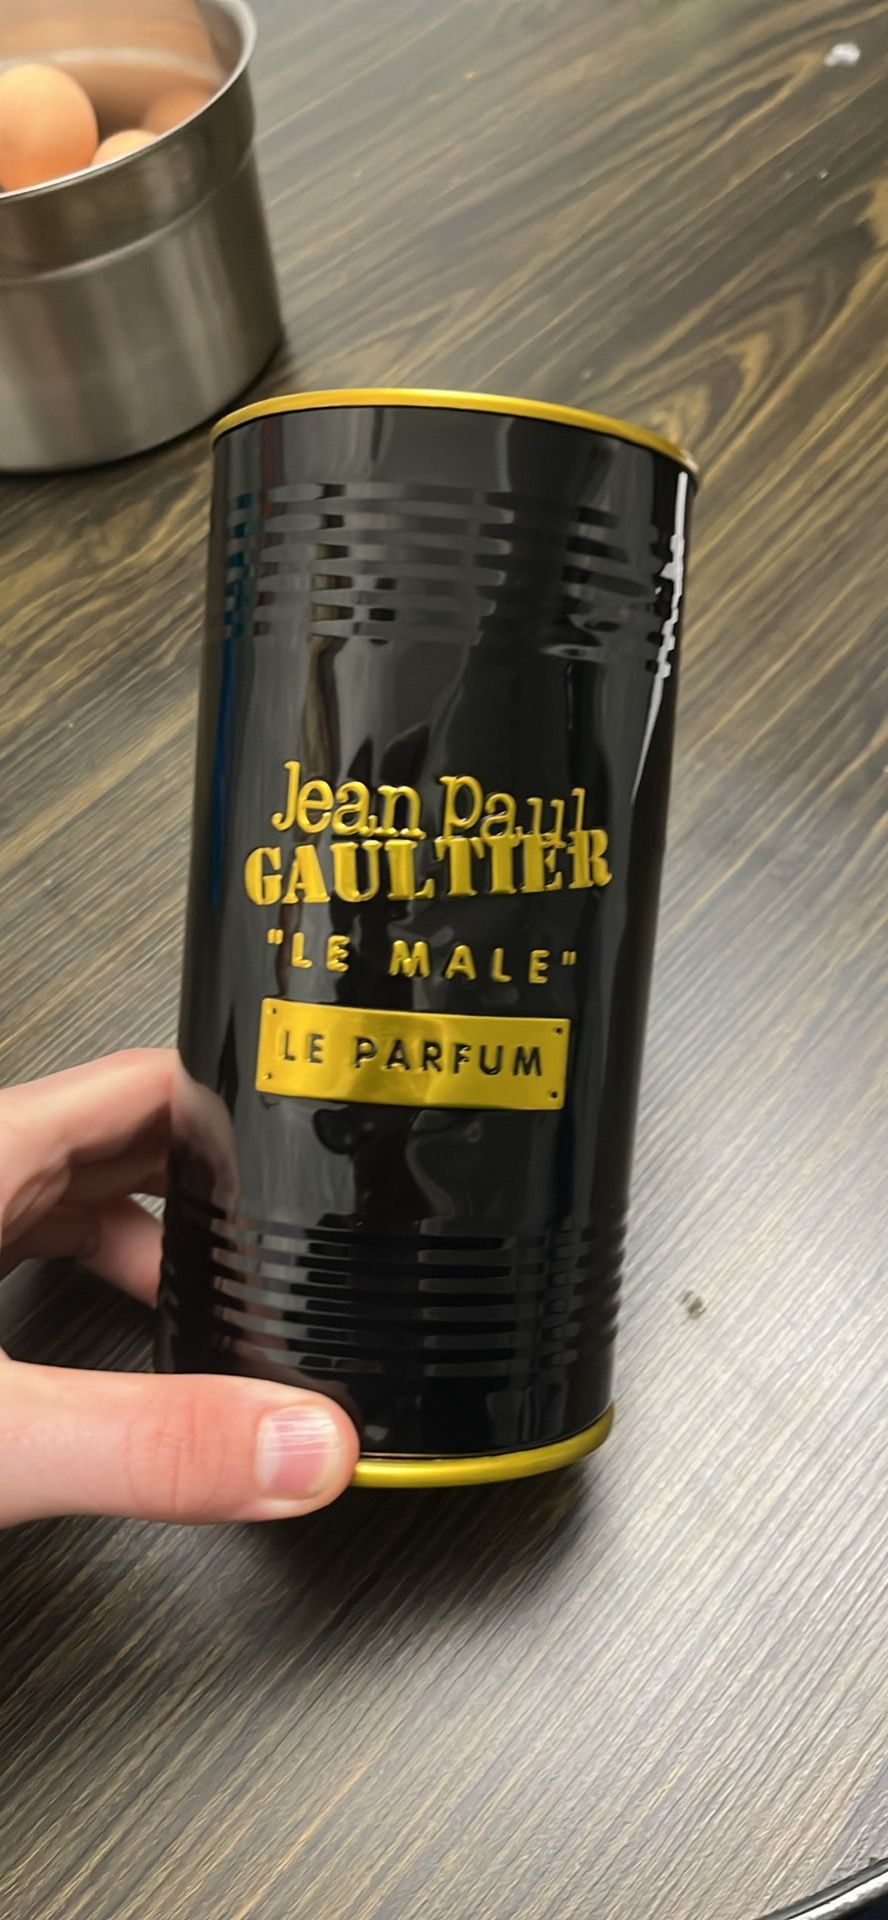 Jean Paul
GAULTIER
"LE MALE"
LE PARFUM